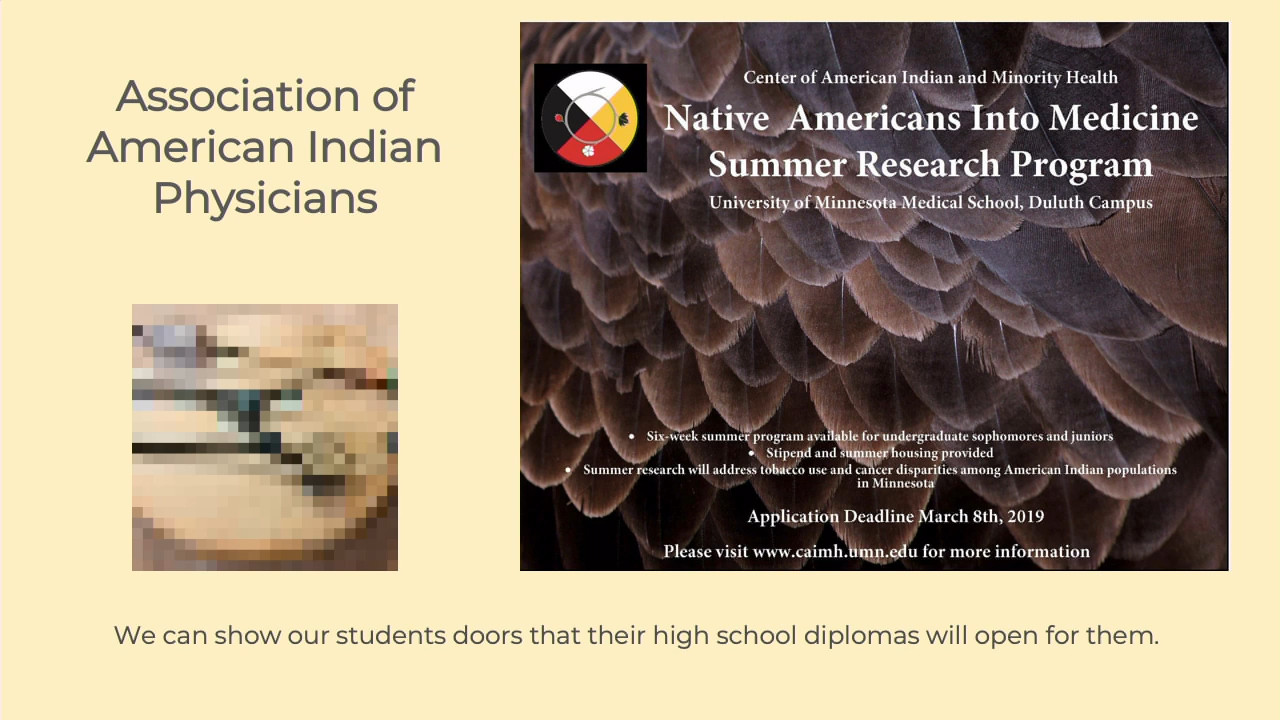 Association of
American Indian
Physicians
Center of American Indian and Minority Health
Native Americans Into Medicine
Summer Research Program
University of Minnesota Medical School, Duluth Campus
• Six-week summer program available for undergraduate sophomores and juniors
• Stipend and summer housing provided
• Summer research will address tobacco use and cancer disparities among American Indian populations
in Minnesota
Application Deadline March 8th, 2019
Please visit www.caimh.umn.edu for more information
We can show our students doors that their high school diplomas will open for them.